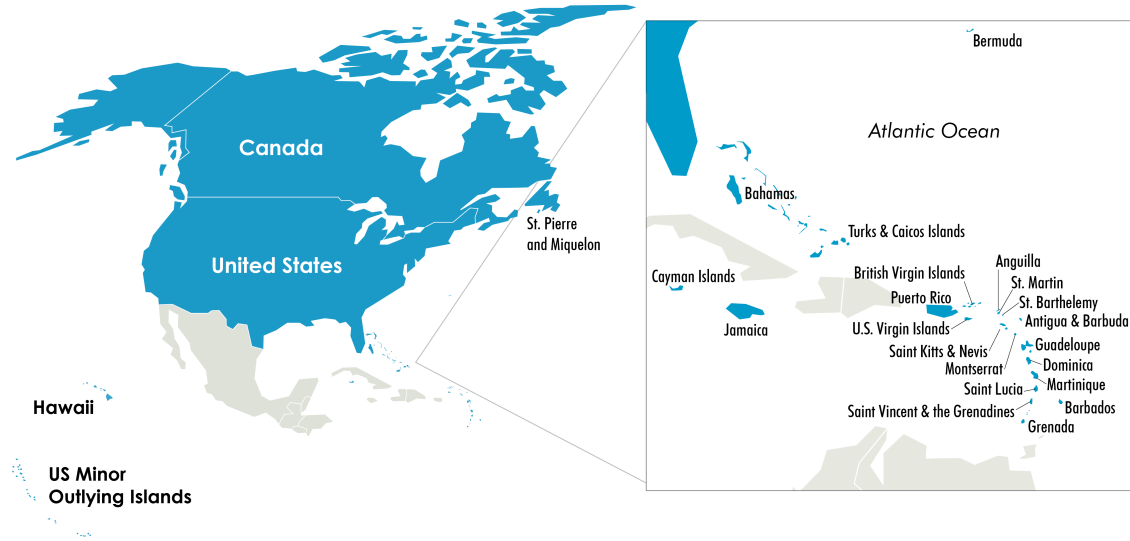 Canada
United States
St. Pierre
and Miquelon
Hawaii
US Minor
Outlying Islands
Bermuda
Atlantic Ocean
Bahamas
Turks & Caicos Islands
Cayman Islands
Jamaica
British Virgin Islands
Puerto Rico
U.S. Virgin Islands
Anguilla
St. Martin
St. Barthelemy
Antigua & Barbuda
Saint Kitts & Nevis
Montserrat
Guadeloupe
Dominica
Martinique
Saint Lucia
Saint Vincent & the Grenadines
Barbados
Grenada